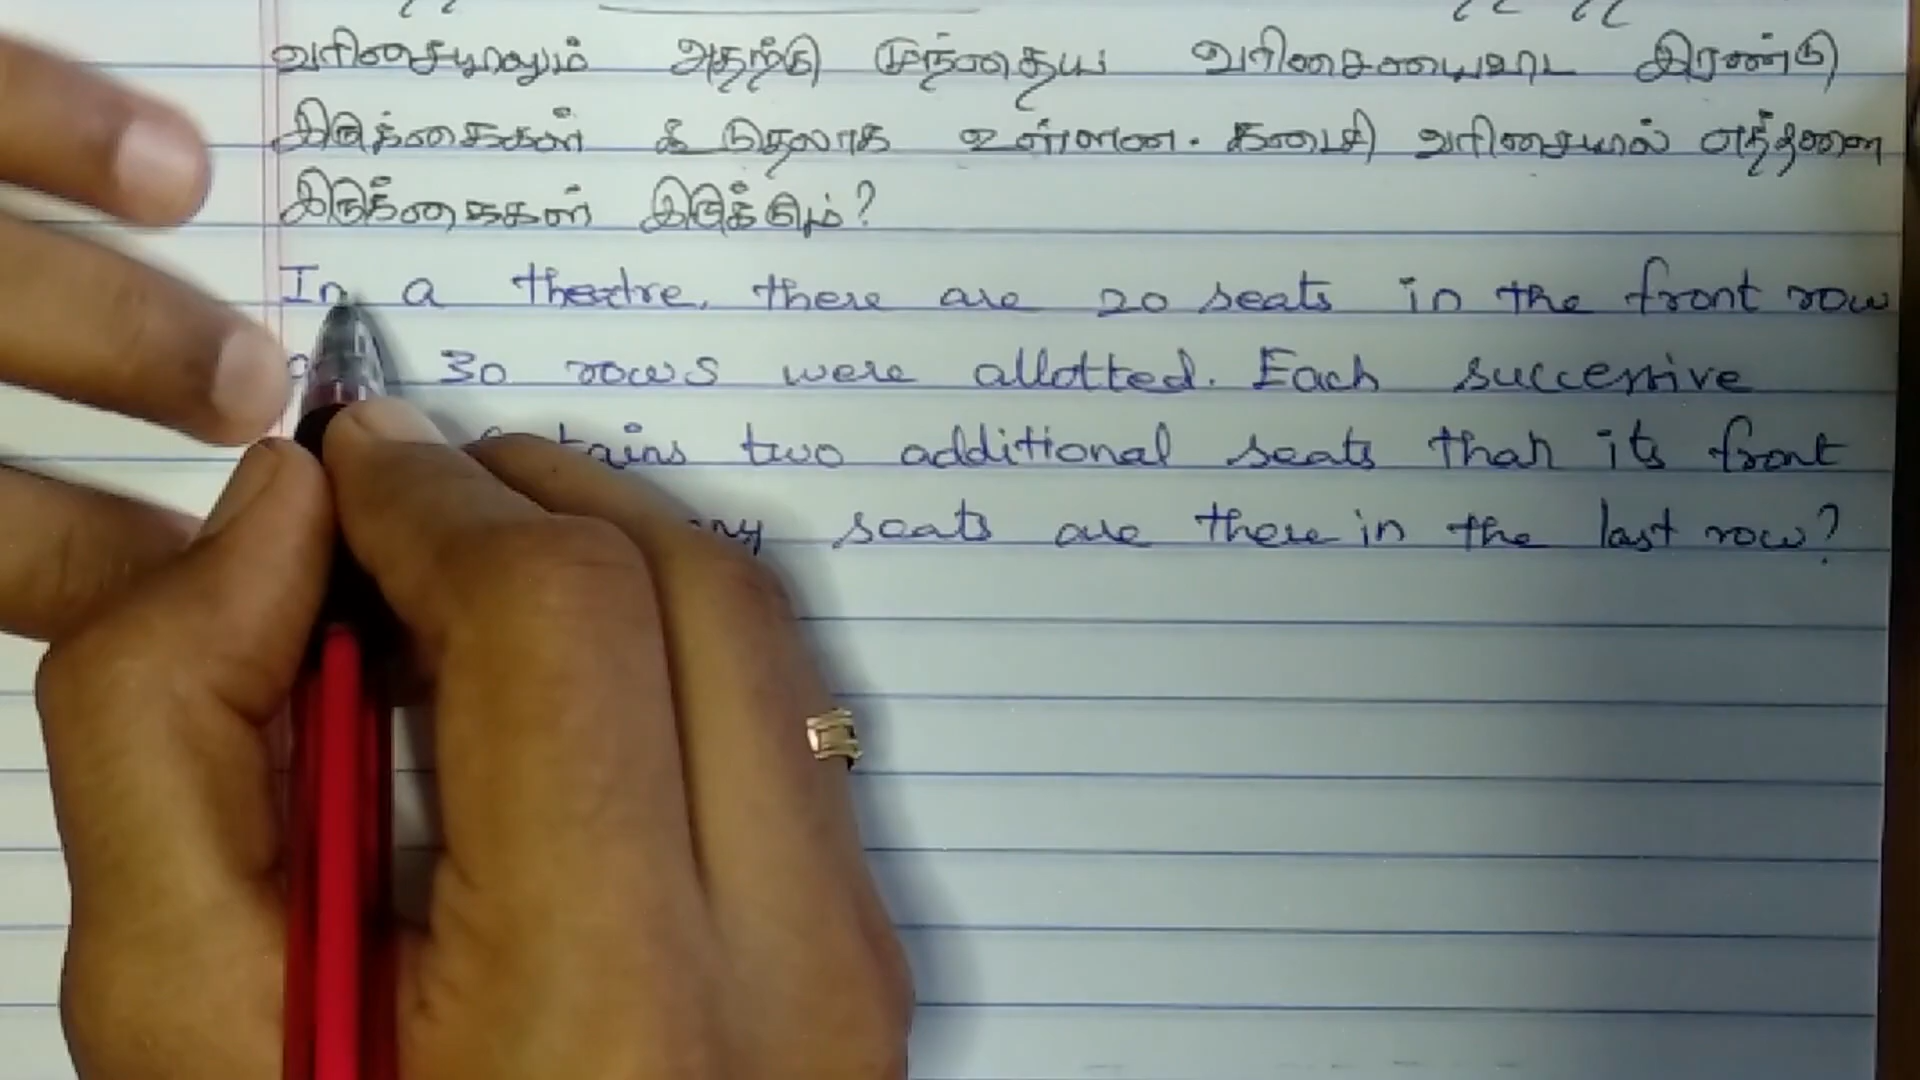 வரிசையிலும் அதற்கு முந்தைய வரிசையைவிட இரண்டு
இருக்கைகள் கூடுதலாக உள்ளன. கடைசி வரிசையில் எத்தனை
இருக்கைகள் இருக்கும்?
In a theatre, there are 20 seats in the front row
30 rows were allotted. Each successive
two additional seats than its front
seats are there in the last row?